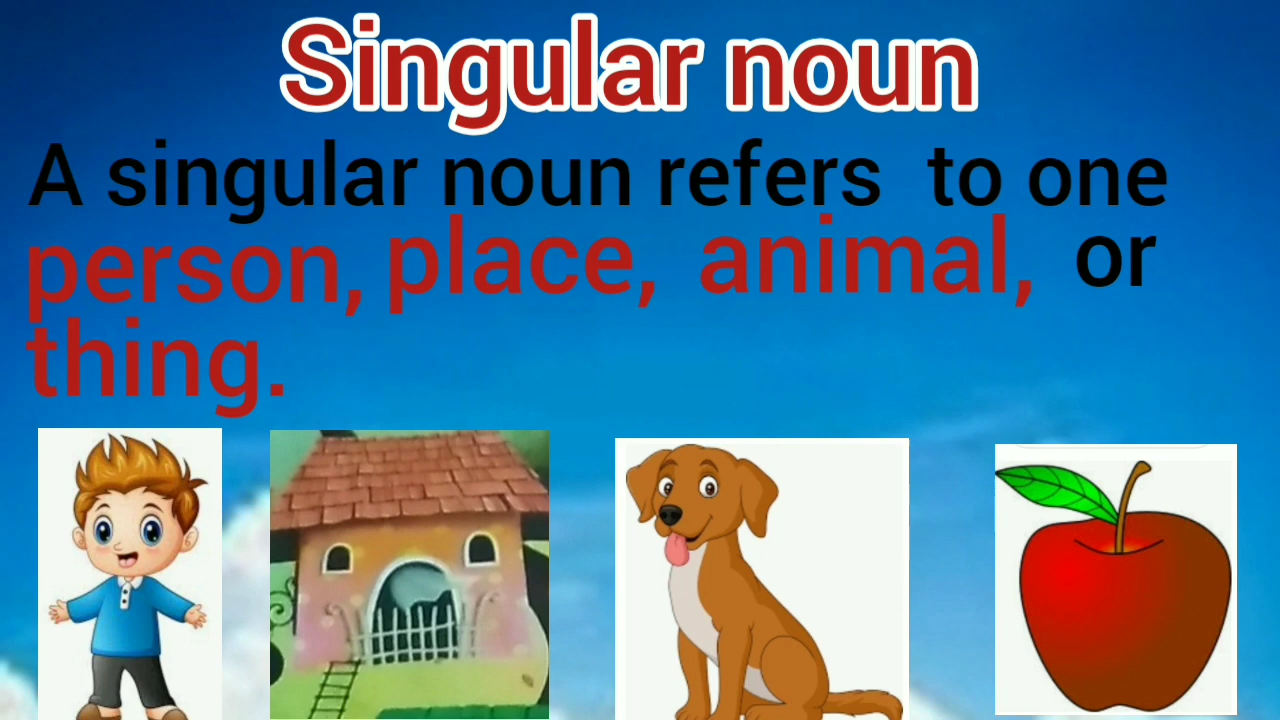 Singular noun
A singular noun refers to one
person, place, animal, or
thing.